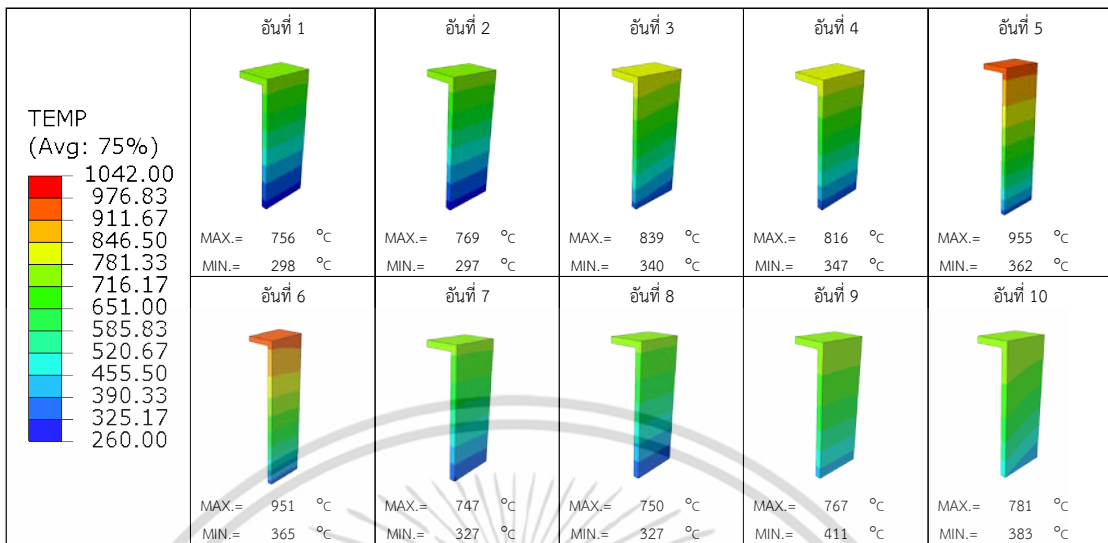 TEMP
(Avg: 75%)
1042.00
976.83
911.67
846.50
781.33
716.17
651.00
585.83
520.67
455.50
390.33
325.17
260.00
อันที่ 1
MAX.= 756 °C
MIN.= 298 °C
อันที่ 2
MAX.= 769 °C
MIN.= 297 °C
อันที่ 3
MAX.= 839 °C
MIN.= 340 °C
อันที่ 4
MAX.= 816 °C
MIN.= 347 °C
อันที่ 5
MAX.= 955 °C
MIN.= 362 °C
อันที่ 6
MAX.= 951 °C
MIN.= 365 °C
อันที่ 7
MAX.= 747 °C
MIN.= 327 °C
อันที่ 8
MAX.= 750 °C
MIN.= 327 °C
อันที่ 9
MAX.= 767 °C
MIN.= 411 °C
อันที่ 10
MAX.= 781 °C
MIN.= 383 °C